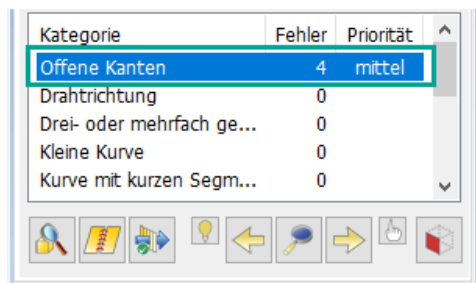 Kategorie Fehler Priorität
Offene Kanten 4 mittel
Drahtrichtung 0
Drei- oder mehrfach ge... 0
Kleine Kurve 0
Kurve mit kurzen Segm... 0